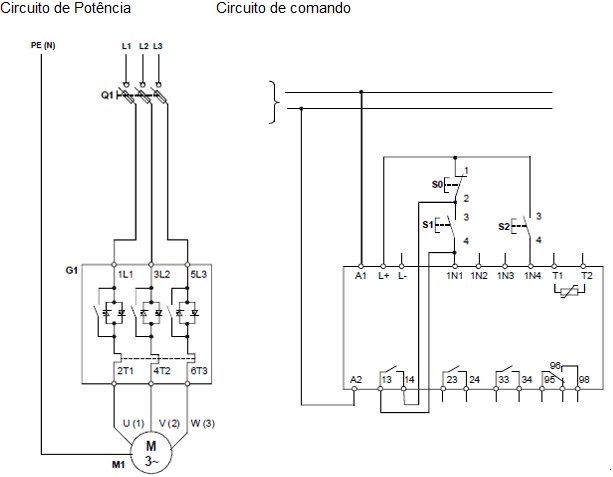 Circuito de Potência
Circuito de comando
PE (N)
L1 L2 L3
Q1
G1
1L1 3L2 5L3
2T1 4T2 6T3
U (1) V (2) W (3)
M
3~
M1
1
S0
2
S1
3
4
S2
3
4
A1 L+ L- 1N1 1N2 1N3 1N4 T1 T2
A2 13 14 23 24 33 34 95 96 98